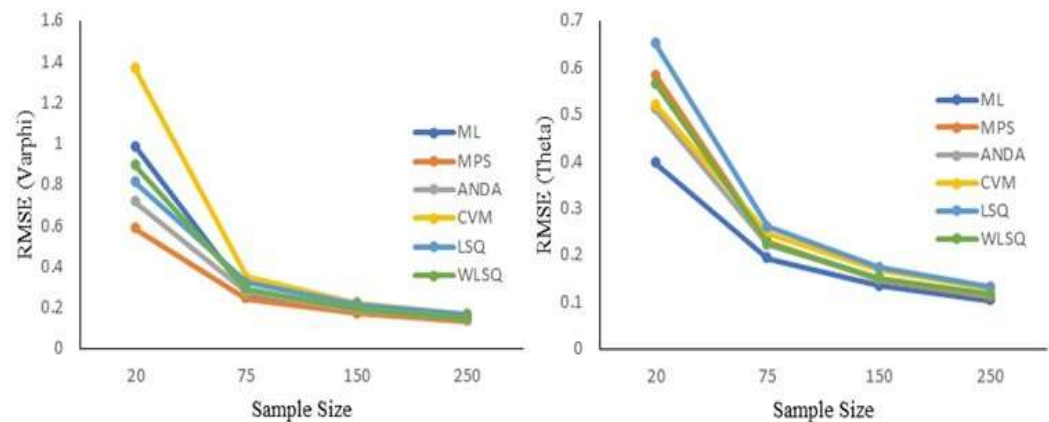 1.6
1.4
1.2
1
0.8
0.6
0.4
0.2
0
RMSE (Varphi)
20 75 150 250
Sample Size
ML
MPS
ANDA
CVM
LSQ
WLSQ
0.7
0.6
0.5
0.4
0.3
0.2
0.1
0
RMSE (Theta)
20 75 150 250
Sample Size
ML
MPS
ANDA
CVM
LSQ
WLSQ